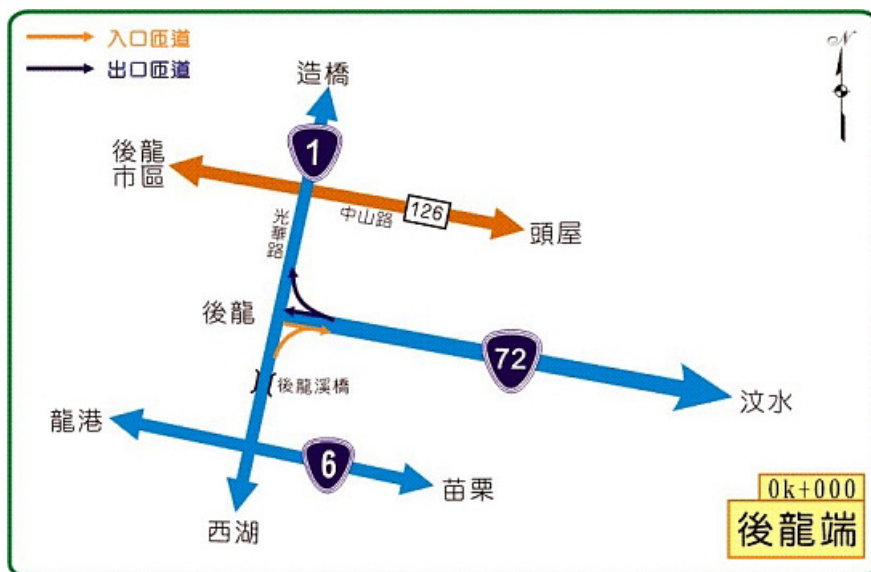 入口匝道
出口匝道
N
造橋
1
後龍
市區
中山路
126
頭屋
光華路
後龍
72
後龍溪橋
汶水
龍港
6
苗栗
西湖
0k+000
後龍端